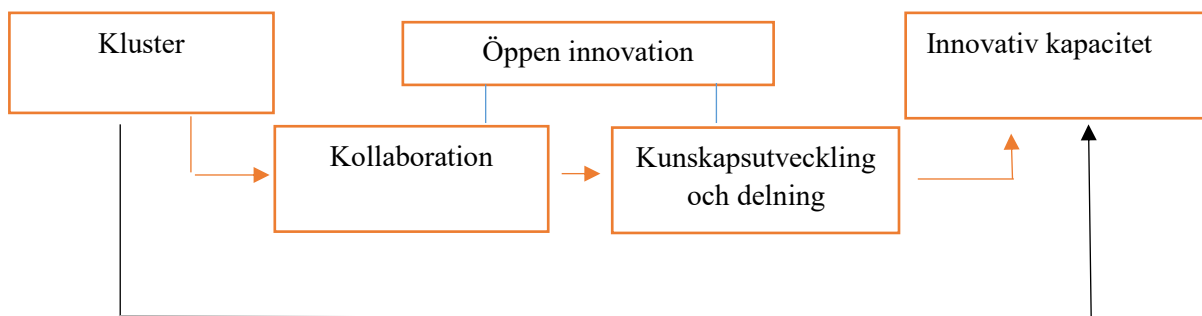 Kluster
Öppen innovation
Innovativ kapacitet
Kollaboration
Kunskapsutveckling
och delning